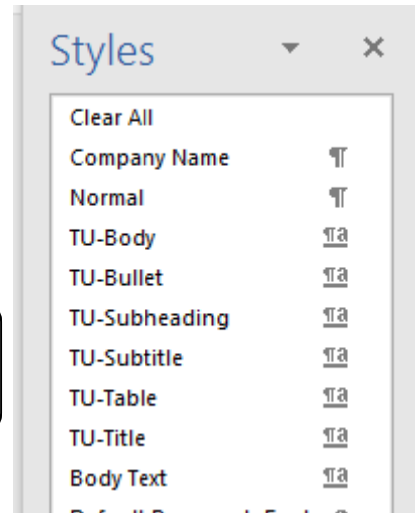 Styles
Clear All
Company Name ¶
Normal ¶
TU-Body ¶a
TU-Bullet ¶a
TU-Subheading ¶a
TU-Subtitle ¶a
TU-Table ¶a
TU-Title ¶a
Body Text ¶a